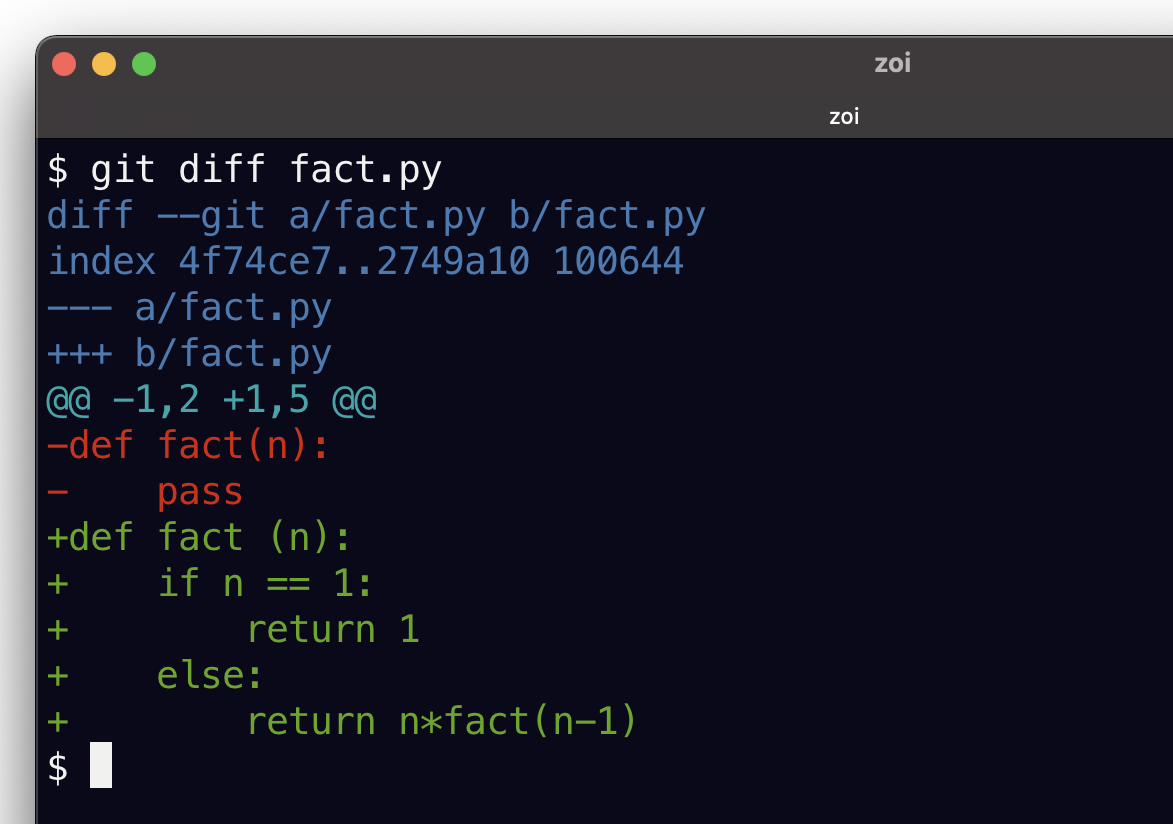 zoi
zoi
$ git diff fact.py
diff --git a/fact.py b/fact.py
index 4f74ce7..2749a10 100644
--- a/fact.py
+++ b/fact.py
@@ -1,2 +1,5 @@
-def fact(n):
-    pass
+def fact (n):
+    if n == 1:
+        return 1
+    else:
+        return n*fact(n-1)
$